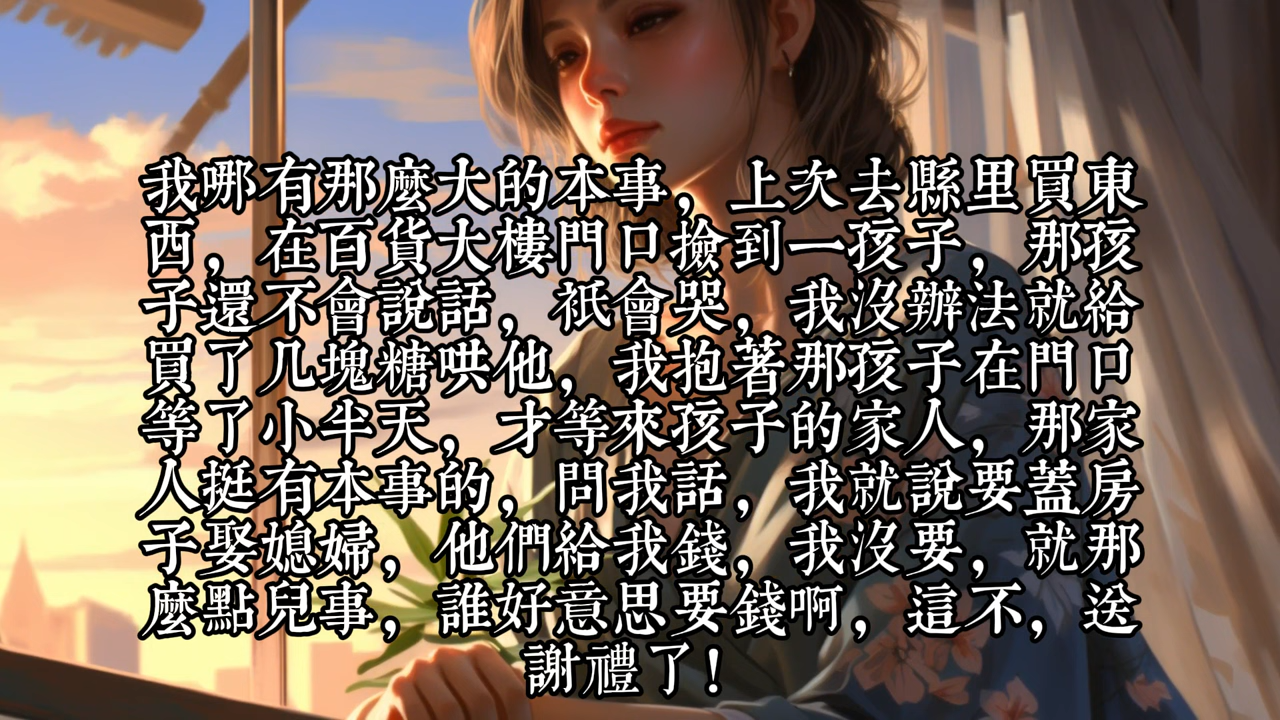 我哪有那麼大的本事，上次去縣里買東
西，在百貨大樓門口撿到一孩子，那孩
子還不會說話，祇會哭，我沒辦法就給
買了几塊糖哄他，我抱著那孩子在門口
等了小半天，才等來孩子的家人，那家
人挺有本事的，問我話，我就說要蓋房
子娶媳婦，他們給我錢，我沒要，就那
麼點兒事，誰好意思要錢啊，這不，送
謝禮了！